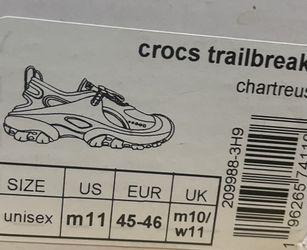 crocs trailbreak
chartreus
SIZE US EUR UK
unisex m11 45-46 m10/
w11
209988-3H9